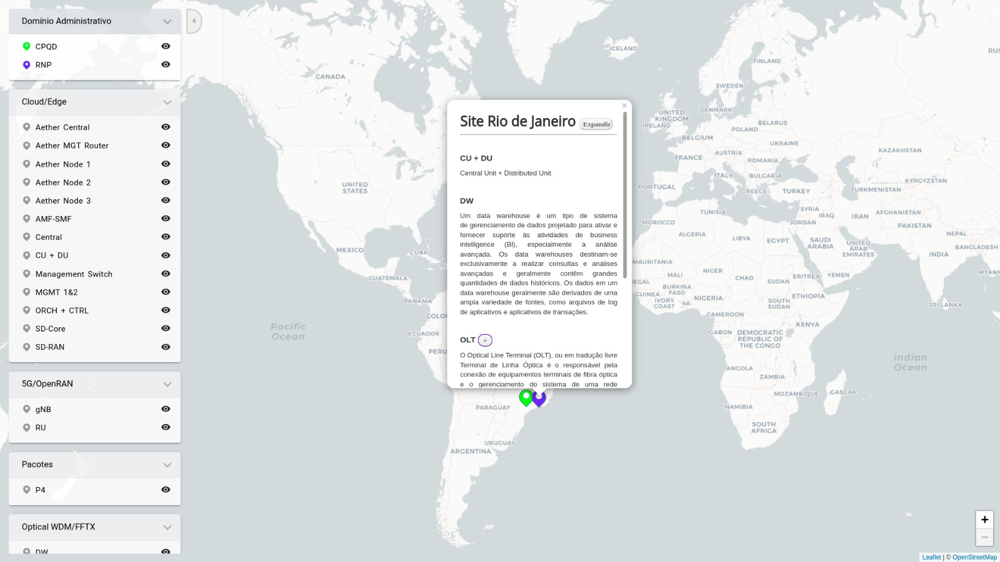 Domínio Administrativo
CPQD
RNP
Cloud/Edge
Aether Central
Aether MGT Router
Aether Node 1
Aether Node 2
Aether Node 3
AMF-SMF
Central
CU + DU
Management Switch
MGMT 1&2
ORCH + CTRL
SD-Core
SD-RAN
5G/OpenRAN
gNB
RU
Pacotes
P4
Optical WDM/FFTX
DW
×
Site Rio de Janeiro Expandir
CU + DU
Central Unit + Distributed Unit
DW
Um data warehouse é um tipo de sistema
de gerenciamento de dados projetado para ativar e
fornecer suporte às atividades de business
intelligence (BI), especialmente a análise
avançada. Os data warehouses destinam-se
exclusivamente a realizar consultas e análises
avançadas e geralmente contêm grandes
quantidades de dados históricos. Os dados em um
data warehouse geralmente são derivados de uma
ampla variedade de fontes, como arquivos de log
de aplicativos e aplicativos de transações.
OLT +
O Optical Line Terminal (OLT), ou em tradução livre
Terminal de Linha Óptica é o responsável pela
conexão de equipamentos terminais de fibra óptica
e o gerenciamento do sistema de uma rede
ICELAND
RUS
FINLAND
CANADA
SWEDEN
UNITED
KINGDOM
DENMARK
IRELAND
BELARUS
POLAND
BELGIUM
UKRAINE
KAZAKHSTAN
AUSTRIA
FRANCE
ROMANIA
ITALY
BULGARIA
KYRGYZSTAN
UNITED
STATES
PORTUGAL
GREECE
TURKEY
TURKMENISTAN
SYRIA
TUNISIA
IRAQ
IRAN
AFGHANISTAN
MOROCCO
JORDAN
PAKISTAN
ALGERIA
LIBYA
EGYPT
SAUDI
ARABIA
NEPAL
UNITED
ARAB
EMIRATES
BANGLADESH
MEXICO
CUBA
INDIA
MAURITANIA
NIGER
MALI
CHAD
SUDAN
ERITREA
YEMEN
MYANM
GUATEMALA
EGAL
BURKINA
FASO
GUINEA
NIGERIA
ETHIOPIA
PANAMA
IVORY
COAST
NA
SOUTH
SUDAN
SRI LANKA
COLOM
CAMEROON
KENYA
Pacific
Ocean
ECUADOR
GABON
DEMOCRATIC
REPUBLIC OF
THE CONGO
PERU
Indian
Ocean
ANGOLA
ZAMBIA
MOZAMBIQUE
GASCAR
PARAGUAY
NAMIBIA
SOUTH
AFRICA
URUGUAY
ARGENTINA
+
−
Leaflet | © OpenStreetMap